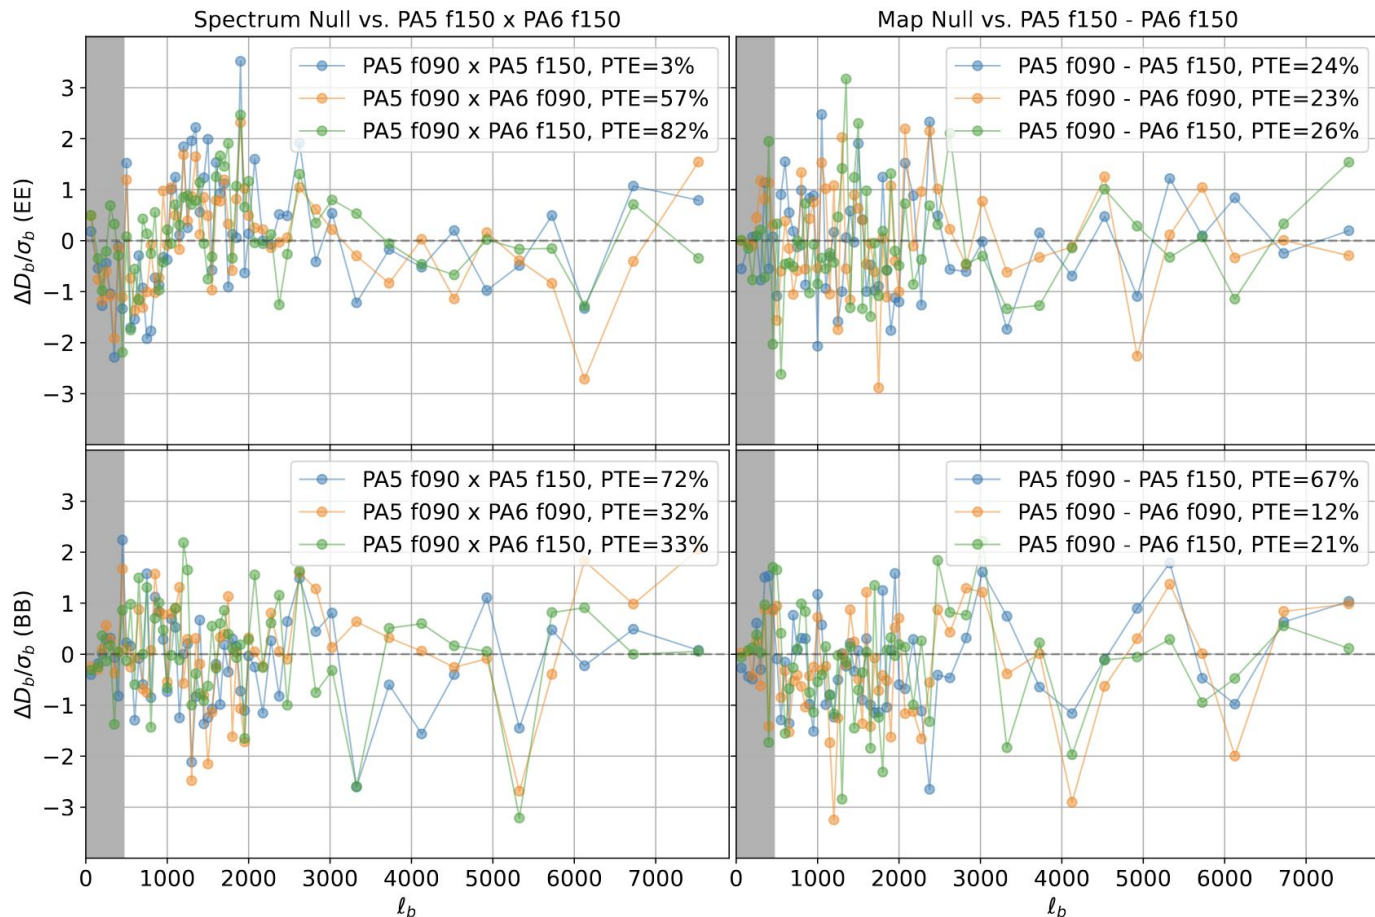 Spectrum Null vs. PA5 f150 x PA6 f150
Map Null vs. PA5 f150 - PA6 f150
ΔD_b/σ_b (EE)
3
2
1
0
−1
−2
−3
PA5 f090 x PA5 f150, PTE=3%
PA5 f090 x PA6 f090, PTE=57%
PA5 f090 x PA6 f150, PTE=82%
PA5 f090 - PA5 f150, PTE=24%
PA5 f090 - PA6 f090, PTE=23%
PA5 f090 - PA6 f150, PTE=26%
ΔD_b/σ_b (BB)
3
2
1
0
−1
−2
−3
PA5 f090 x PA5 f150, PTE=72%
PA5 f090 x PA6 f090, PTE=32%
PA5 f090 x PA6 f150, PTE=33%
PA5 f090 - PA5 f150, PTE=67%
PA5 f090 - PA6 f090, PTE=12%
PA5 f090 - PA6 f150, PTE=21%
0 1000 2000 3000 4000 5000 6000 7000
0 1000 2000 3000 4000 5000 6000 7000
ℓ_b
ℓ_b